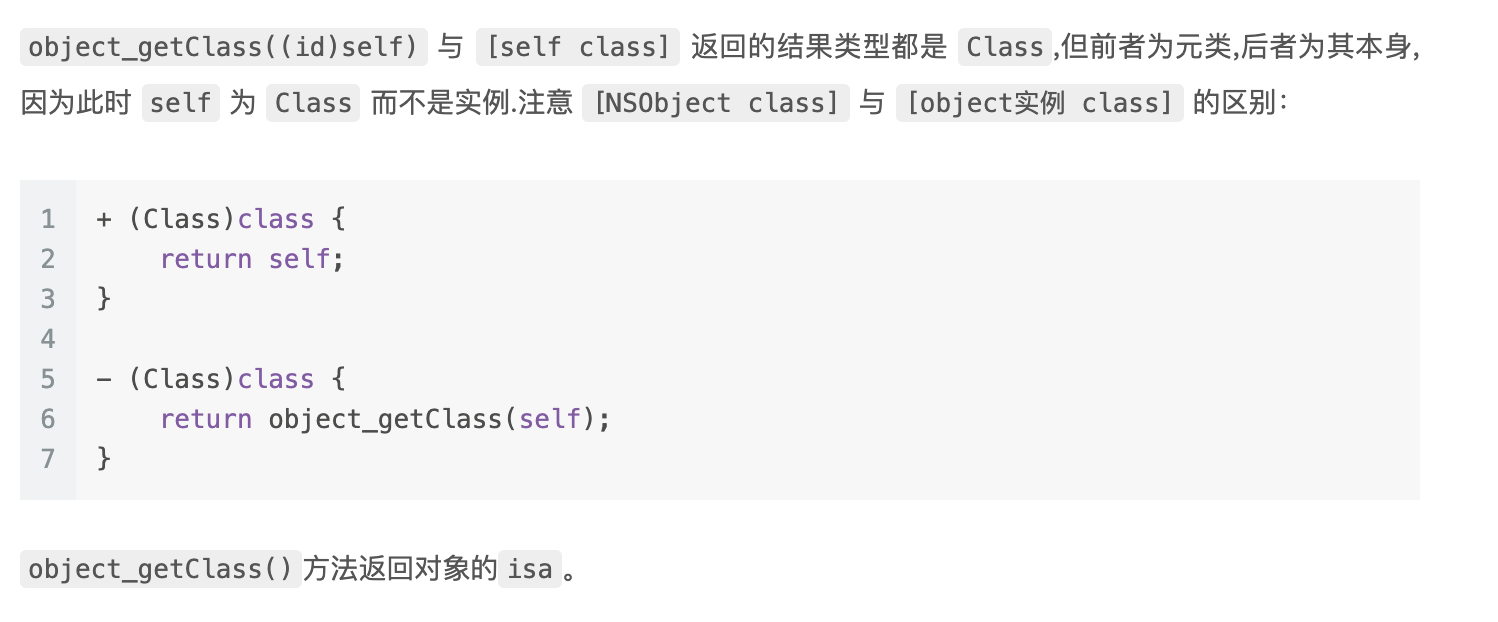 object_getClass((id)self) 与 [self class] 返回的结果类型都是 Class,但前者为元类,后者为其本身,
因为此时 self 为 Class 而不是实例.注意 [NSObject class] 与 [object实例 class] 的区别：
1 + (Class)class {
2     return self;
3 }
4
5 – (Class)class {
6     return object_getClass(self);
7 }
object_getClass()方法返回对象的isa。